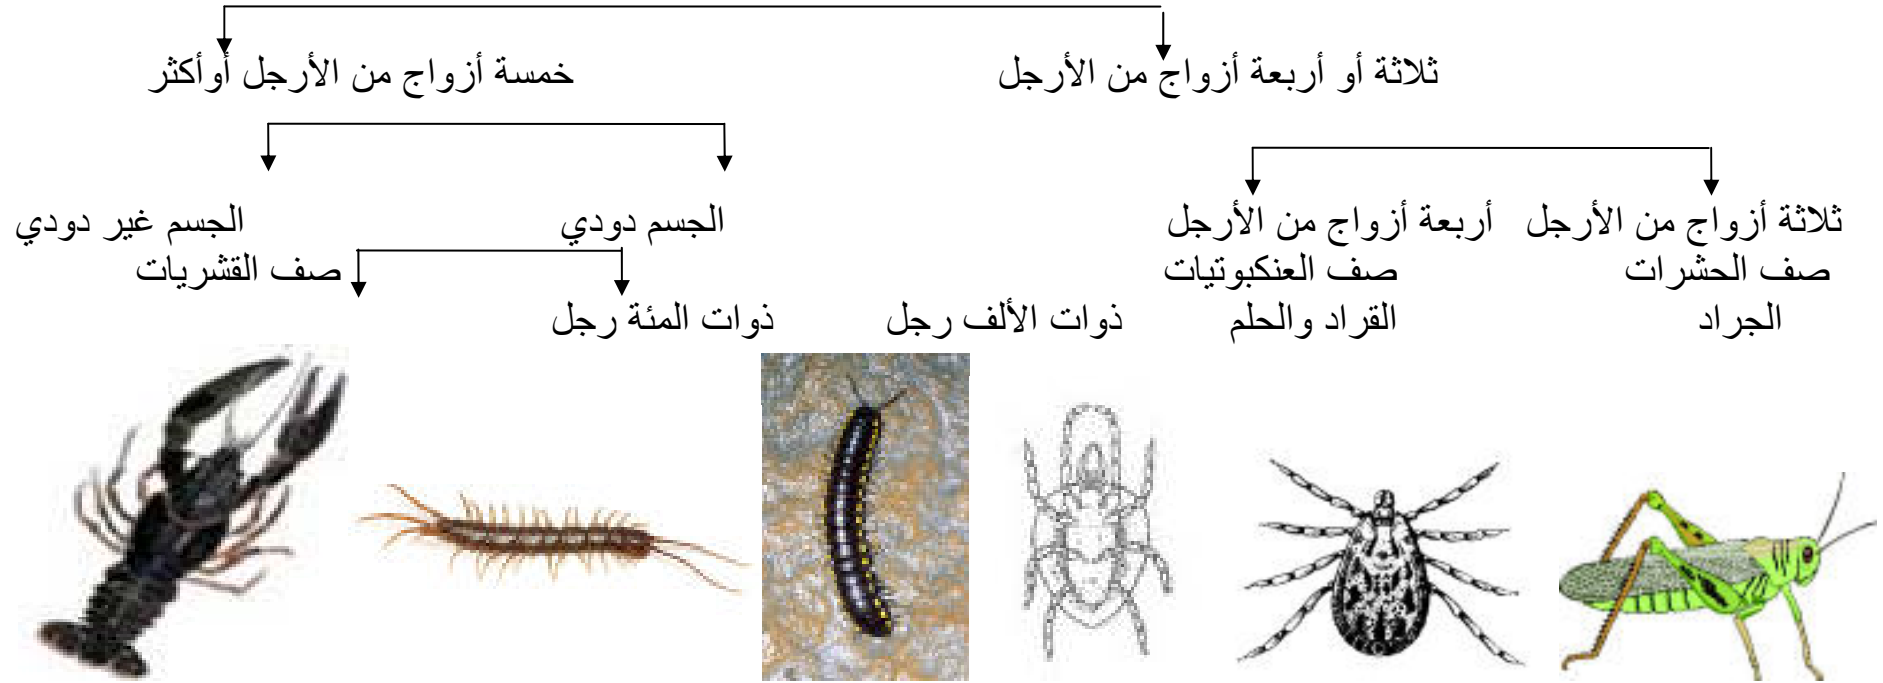 ثلاثة أو أربعة أزواج من الأرجل
خمسة أزواج من الأرجل أوأكثر
ثلاثة أزواج من الأرجل
أربعة أزواج من الأرجل
الجسم دودي
الجسم غير دودي
صف الحشرات
صف العنكبوتيات
صف القشريات
الجراد
القراد والحلم
ذوات الألف رجل
ذوات المئة رجل